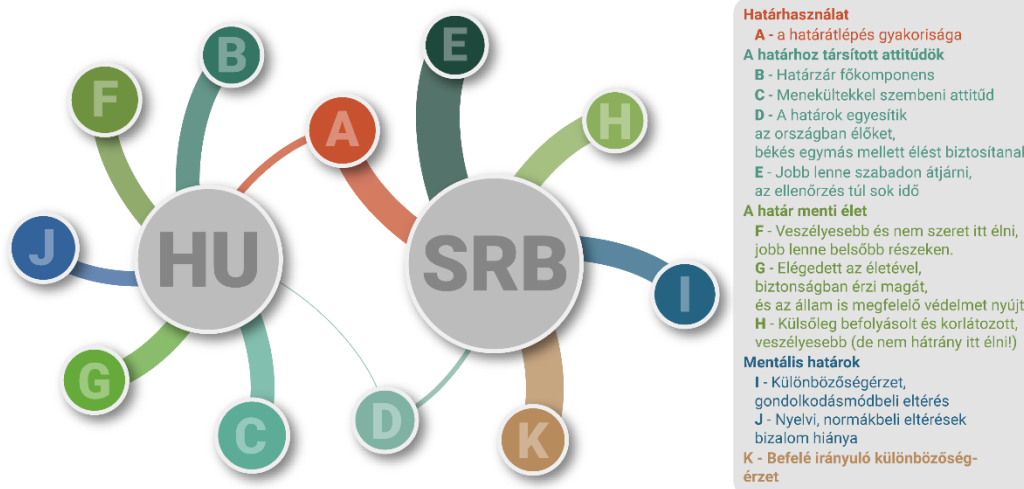 B
E
F
A
H
HU
SRB
J
I
G
C
D
K
Határhasználat
A - a határátlépés gyakorisága
A határhoz társított attitűdök
B - Határzár főkomponens
C - Menekültekkel szembeni attitűd
D - A határok egyesítik
az országban élőket,
békés egymás mellett élést biztosítanak
E - Jobb lenne szabadon átjárni,
az ellenőrzés túl sok idő
A határ menti élet
F - Veszélyesebb és nem szeret itt élni,
jobb lenne belsőbb részeken.
G - Elégedett az életével,
biztonságban érzi magát,
és az állam is megfelelő védelmet nyújt
H - Külsőleg befolyásolt és korlátozott,
veszélyesebb (de nem hátrány itt élni!)
Mentális határok
I - Különbözőségérzet,
gondolkodásmódbeli eltérés
J - Nyelvi, normákbeli eltérések
bizalom hiánya
K - Befelé irányuló különbözőség-
érzet